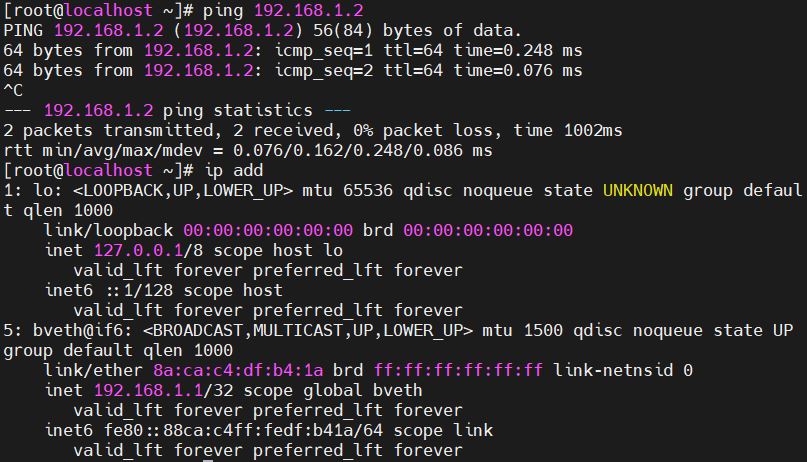 [root@localhost ~]# ping 192.168.1.2
PING 192.168.1.2 (192.168.1.2) 56(84) bytes of data.
64 bytes from 192.168.1.2: icmp_seq=1 ttl=64 time=0.248 ms
64 bytes from 192.168.1.2: icmp_seq=2 ttl=64 time=0.076 ms
^C
--- 192.168.1.2 ping statistics ---
2 packets transmitted, 2 received, 0% packet loss, time 1002ms
rtt min/avg/max/mdev = 0.076/0.162/0.248/0.086 ms
[root@localhost ~]# ip add
1: lo: <LOOPBACK,UP,LOWER_UP> mtu 65536 qdisc noqueue state UNKNOWN group defaul
t qlen 1000
    link/loopback 00:00:00:00:00:00 brd 00:00:00:00:00:00
    inet 127.0.0.1/8 scope host lo
       valid_lft forever preferred_lft forever
    inet6 ::1/128 scope host
       valid_lft forever preferred_lft forever
5: bveth@if6: <BROADCAST,MULTICAST,UP,LOWER_UP> mtu 1500 qdisc noqueue state UP
group default qlen 1000
    link/ether 8a:ca:c4:df:b4:1a brd ff:ff:ff:ff:ff:ff link-netnsid 0
    inet 192.168.1.1/32 scope global bveth
       valid_lft forever preferred_lft forever
    inet6 fe80::88ca:c4ff:fedf:b41a/64 scope link
       valid_lft forever preferred_lft forever